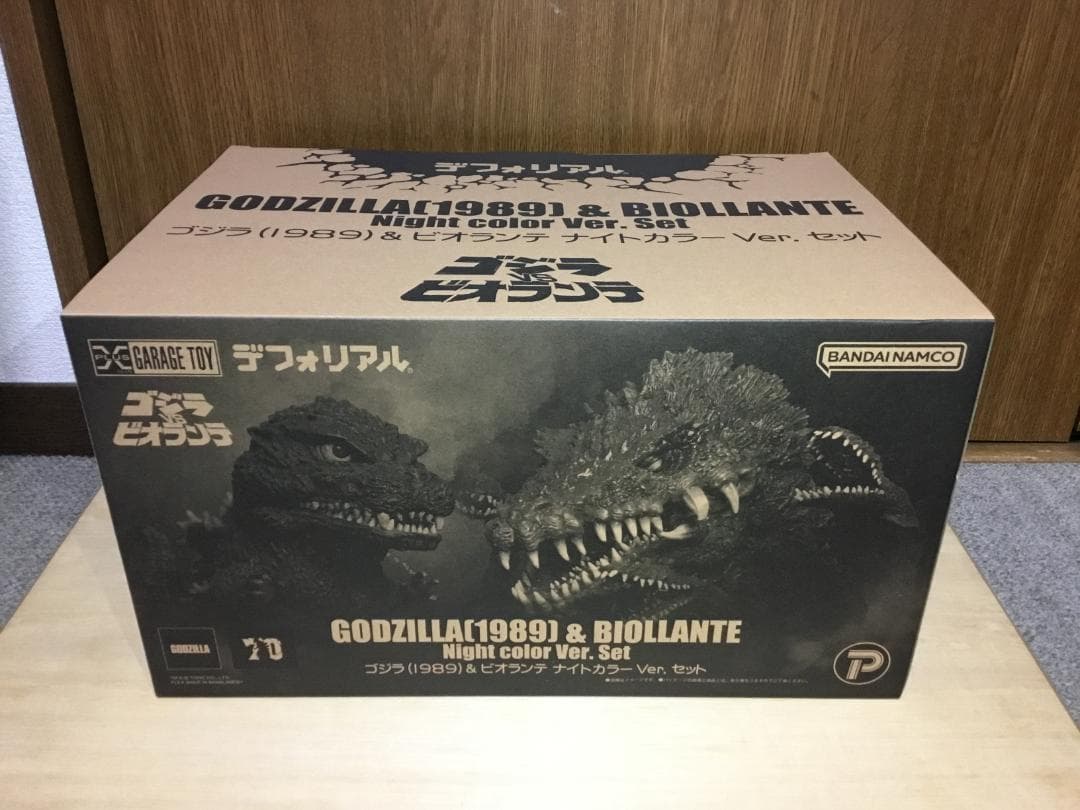 デフォリアル
GODZILLA(1989) & BIOLLANTE
Night color Ver. Set
ゴジラ(1989)& ビオランテ ナイトカラー Ver. セット
ゴジラ
VS
ビオランテ
X PLUS GARAGE TOY デフォリアル®
BANDAI NAMCO
ゴジラ
VS
ビオランテ
GODZILLA(1989) & BIOLLANTE
Night color Ver. Set
ゴジラ(1989)& ビオランテ ナイトカラー Ver. セット
GODZILLA
70
P